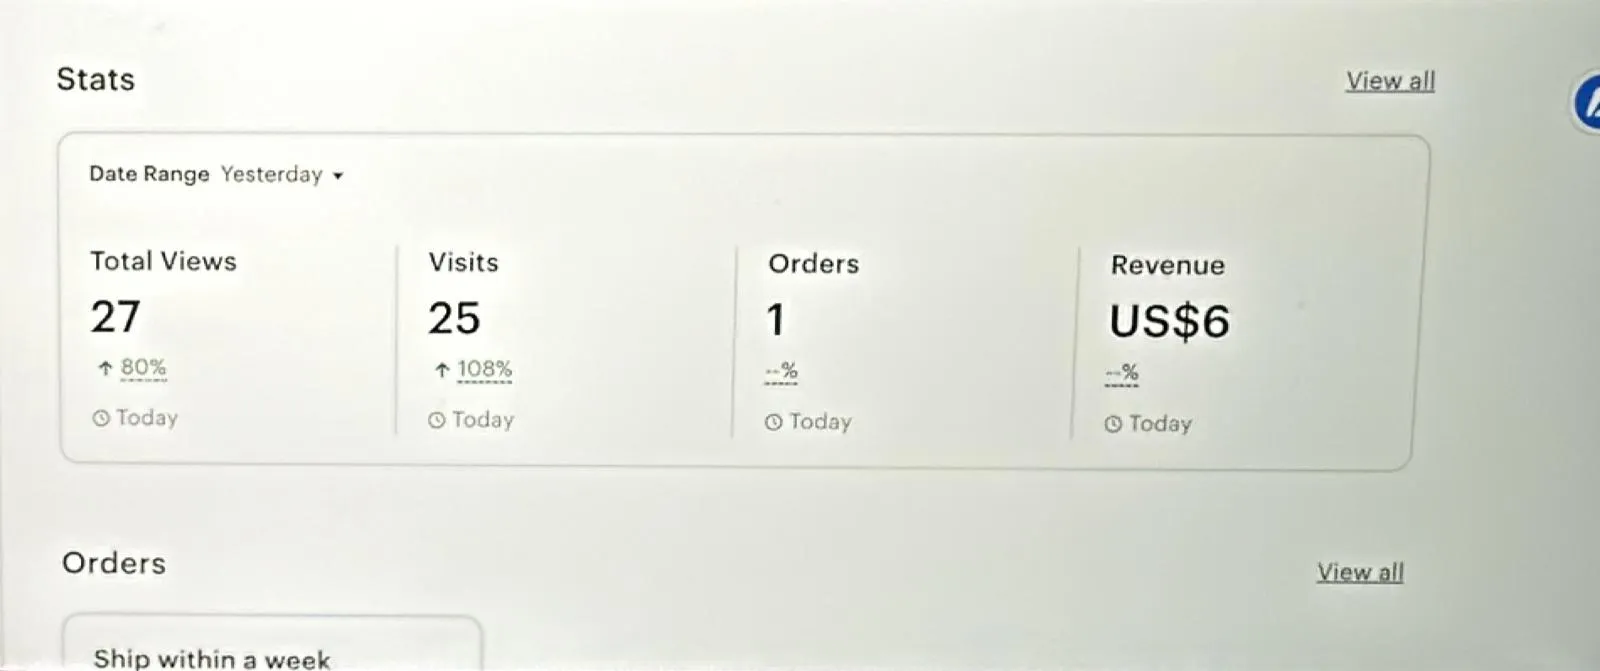 Stats
View all
Date Range Yesterday
Total Views
27
↑ 80%
Today
Visits
25
↑ 108%
Today
Orders
1
--%
Today
Revenue
US$6
--%
Today
Orders
View all
Ship within a week